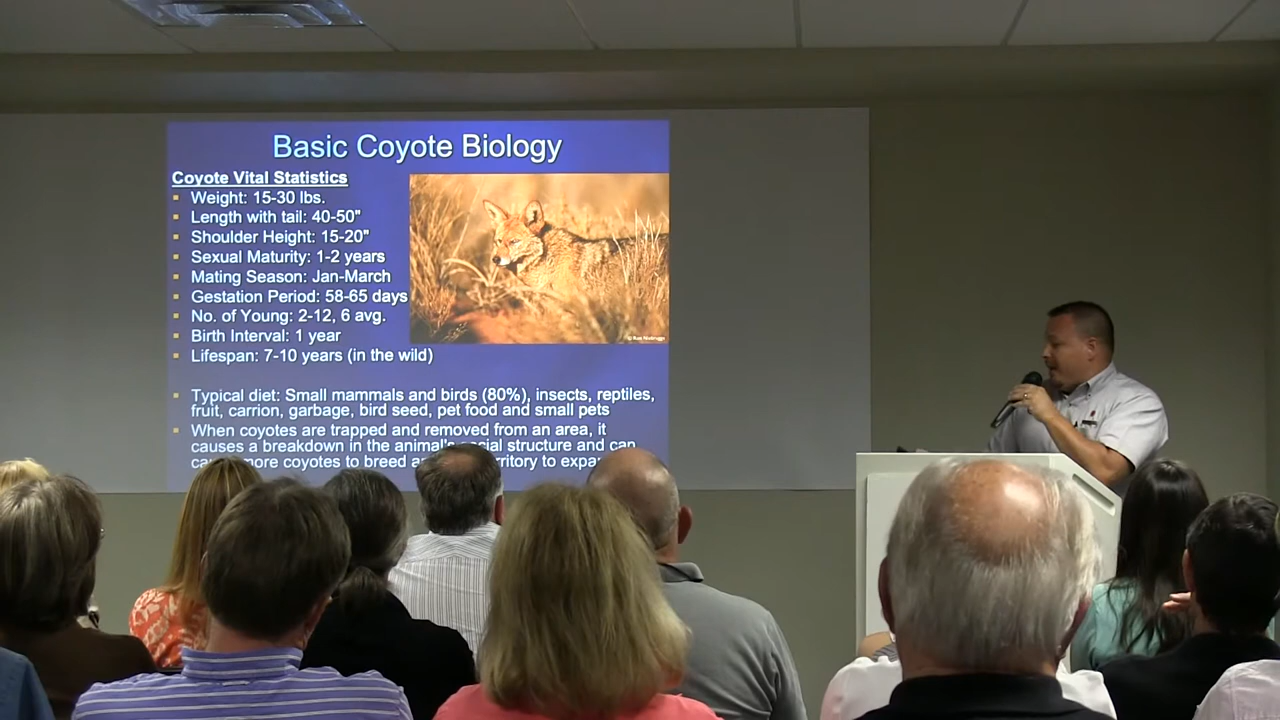 Basic Coyote Biology
Coyote Vital Statistics
Weight: 15-30 lbs.
Length with tail: 40-50"
Shoulder Height: 15-20"
Sexual Maturity: 1-2 years
Mating Season: Jan-March
Gestation Period: 58-65 days
No. of Young: 2-12, 6 avg.
Birth Interval: 1 year
Lifespan: 7-10 years (in the wild)
Typical diet: Small mammals and birds (80%), insects, reptiles,
fruit, carrion, garbage, bird seed, pet food and small pets
When coyotes are trapped and removed from an area, it
causes a breakdown in the animal's social structure and can
more coyotes to breed